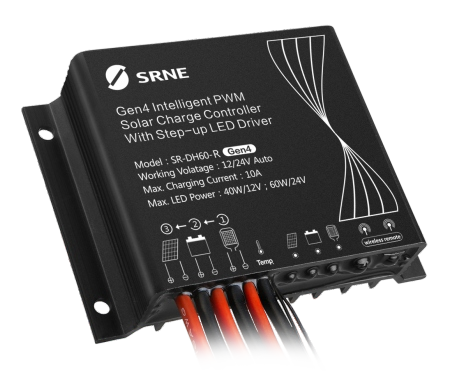 SRNE
Gen4 Intelligent PWM
Solar Charge Controller
With Step-up LED Driver
Model : SR-DH60-R Gen4
Working Volatage : 12/24V Auto
Max. Charging Current : 10A
Max. LED Power : 40W/12V ; 60W/24V
③ ← ② ← ①
⊕ ⊖ ⊕ ⊖ ⊕ ⊖ Temp
wireless remote